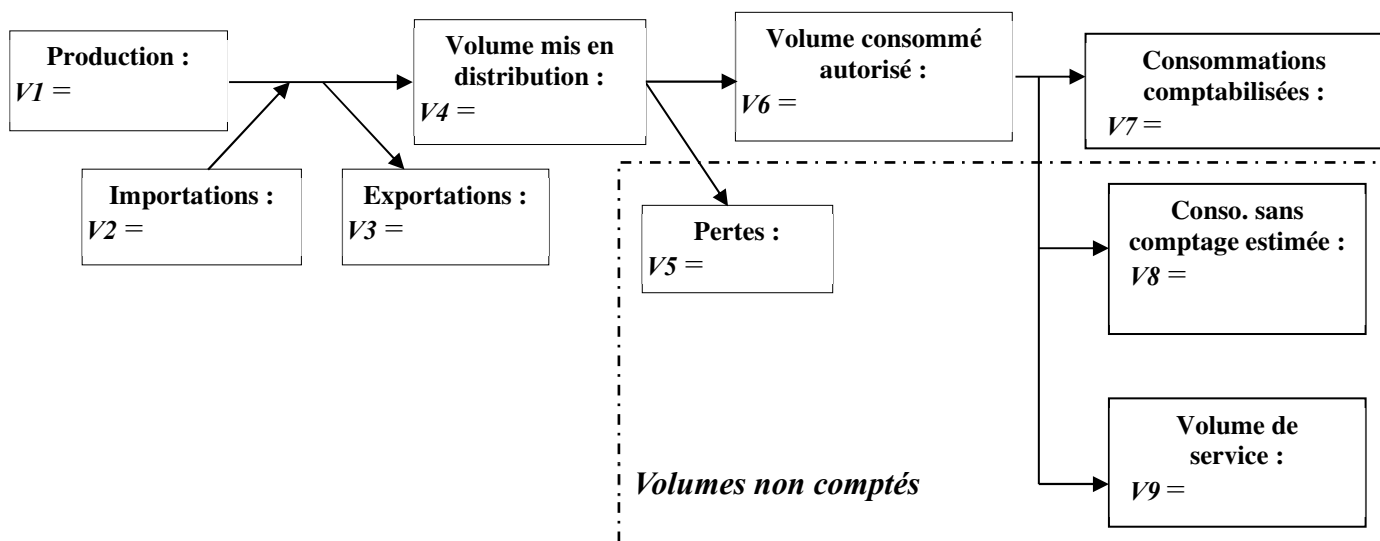 Production :
V1 =
Volume mis en
distribution :
V4 =
Volume consommé
autorisé :
V6 =
Consommations
comptabilisées :
V7 =
Importations :
V2 =
Exportations :
V3 =
Pertes :
V5 =
Conso. sans
comptage estimée :
V8 =
Volume de
service :
V9 =
Volumes non comptés